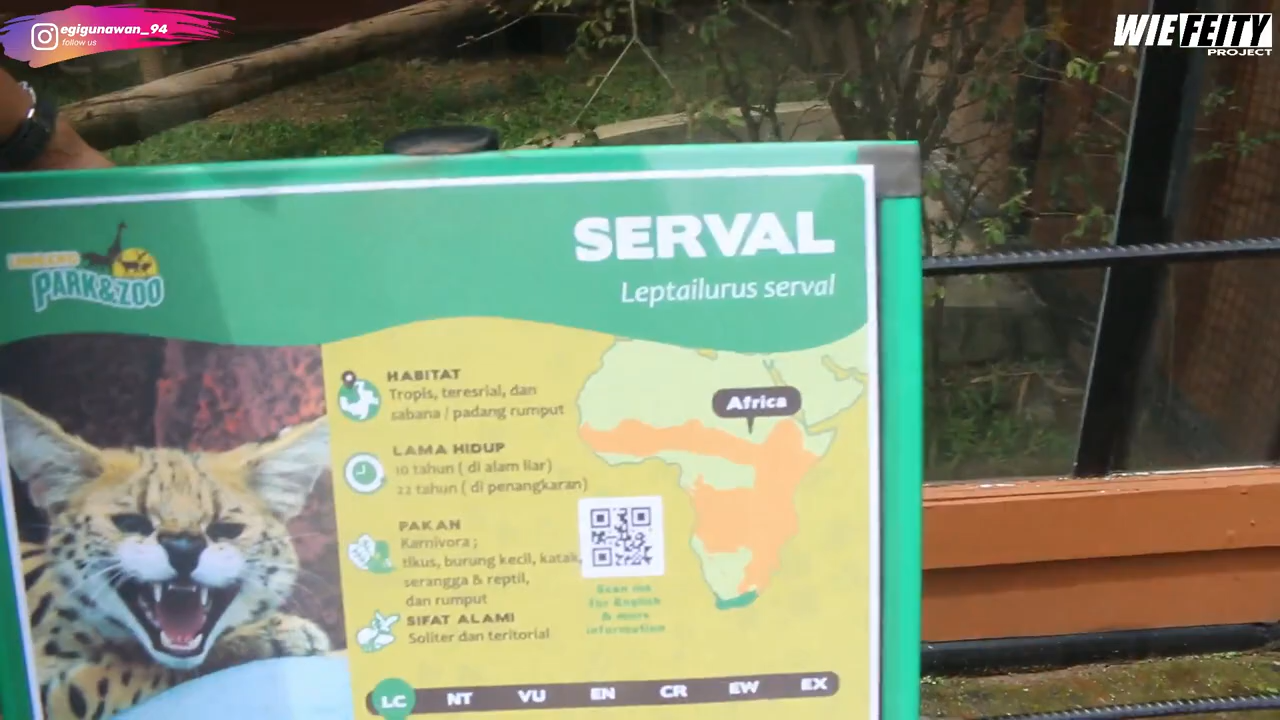 egigunawan_94
follow us
WIEFEITY
PROJECT
SERVAL
Leptailurus serval
PARK&ZOO
HABITAT
Tropis, teresrial, dan
sabana / padang rumput
Africa
LAMA HIDUP
10 tahun ( di alam liar)
22 tahun ( di penangkaran)
PAKAN
Karnivora ;
tikus, burung kecil, katak,
serangga & reptil,
dan rumput
SIFAT ALAMI
Soliter dan teritorial
Scan me
for English
& more
information
LC NT VU EN CR EW EX